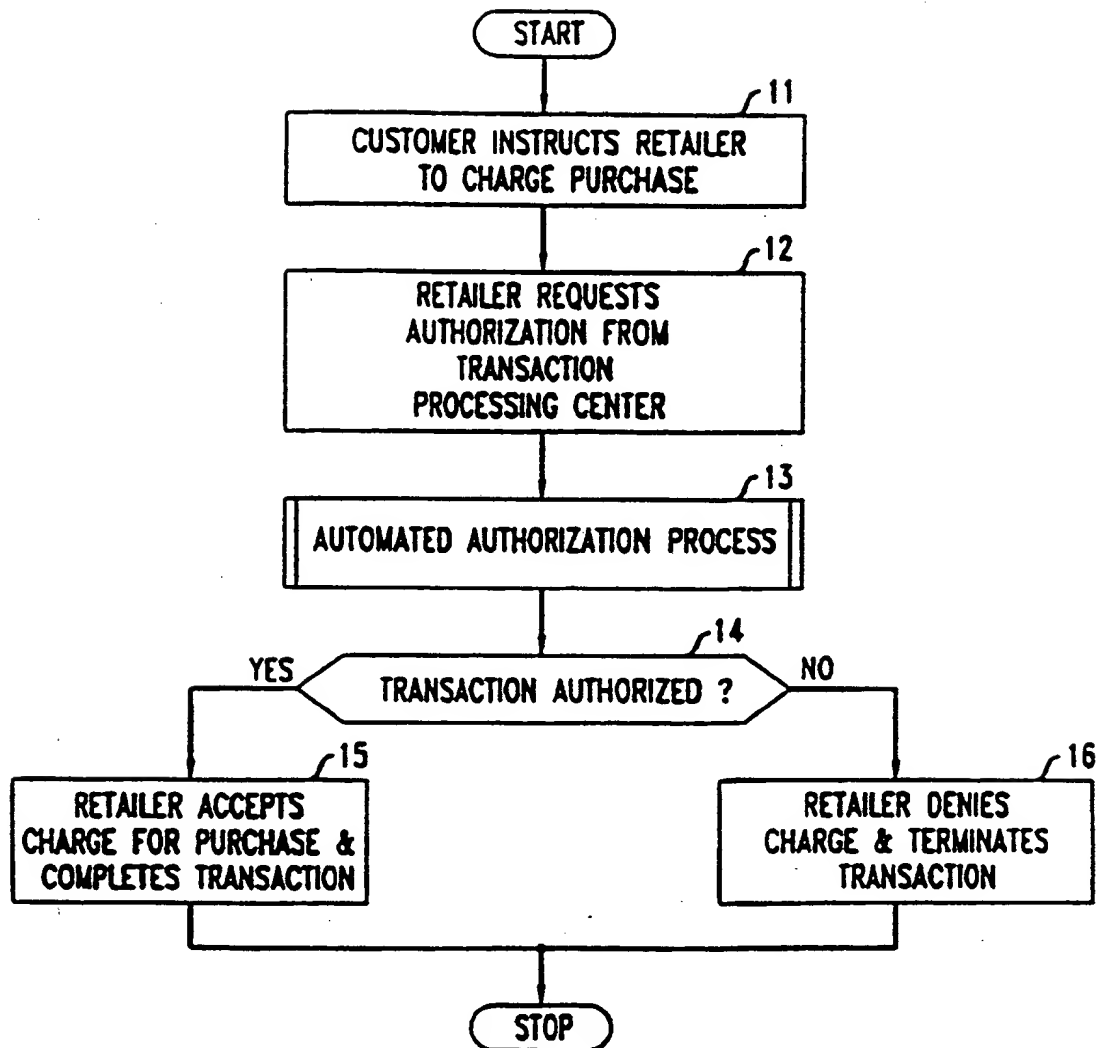 START
11
CUSTOMER INSTRUCTS RETAILER
TO CHARGE PURCHASE
12
RETAILER REQUESTS
AUTHORIZATION FROM
TRANSACTION
PROCESSING CENTER
13
AUTOMATED AUTHORIZATION PROCESS
14
YES
TRANSACTION AUTHORIZED ?
NO
15
RETAILER ACCEPTS
CHARGE FOR PURCHASE &
COMPLETES TRANSACTION
16
RETAILER DENIES
CHARGE & TERMINATES
TRANSACTION
STOP